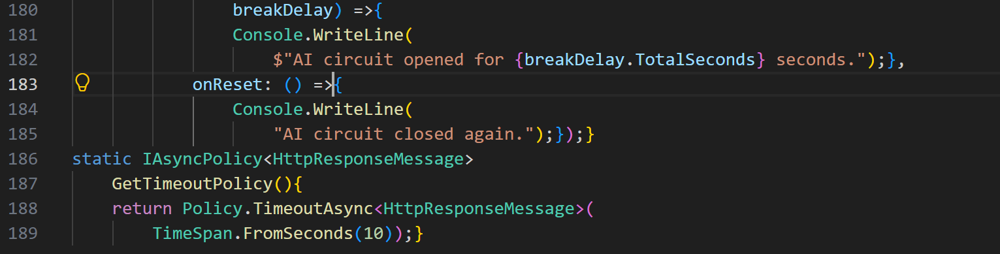 180 breakDelay) =>{
181 Console.WriteLine(
182 $"AI circuit opened for {breakDelay.TotalSeconds} seconds.");},
183 onReset: () =>{
184 Console.WriteLine(
185 "AI circuit closed again.");});}
186 static IAsyncPolicy<HttpResponseMessage>
187 GetTimeoutPolicy(){
188 return Policy.TimeoutAsync<HttpResponseMessage>(
189 TimeSpan.FromSeconds(10));}